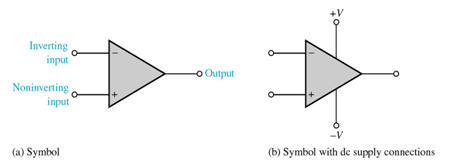 Inverting
input
−
Noninverting
input
+
Output
(a) Symbol
+V
−
+
−V
(b) Symbol with dc supply connections